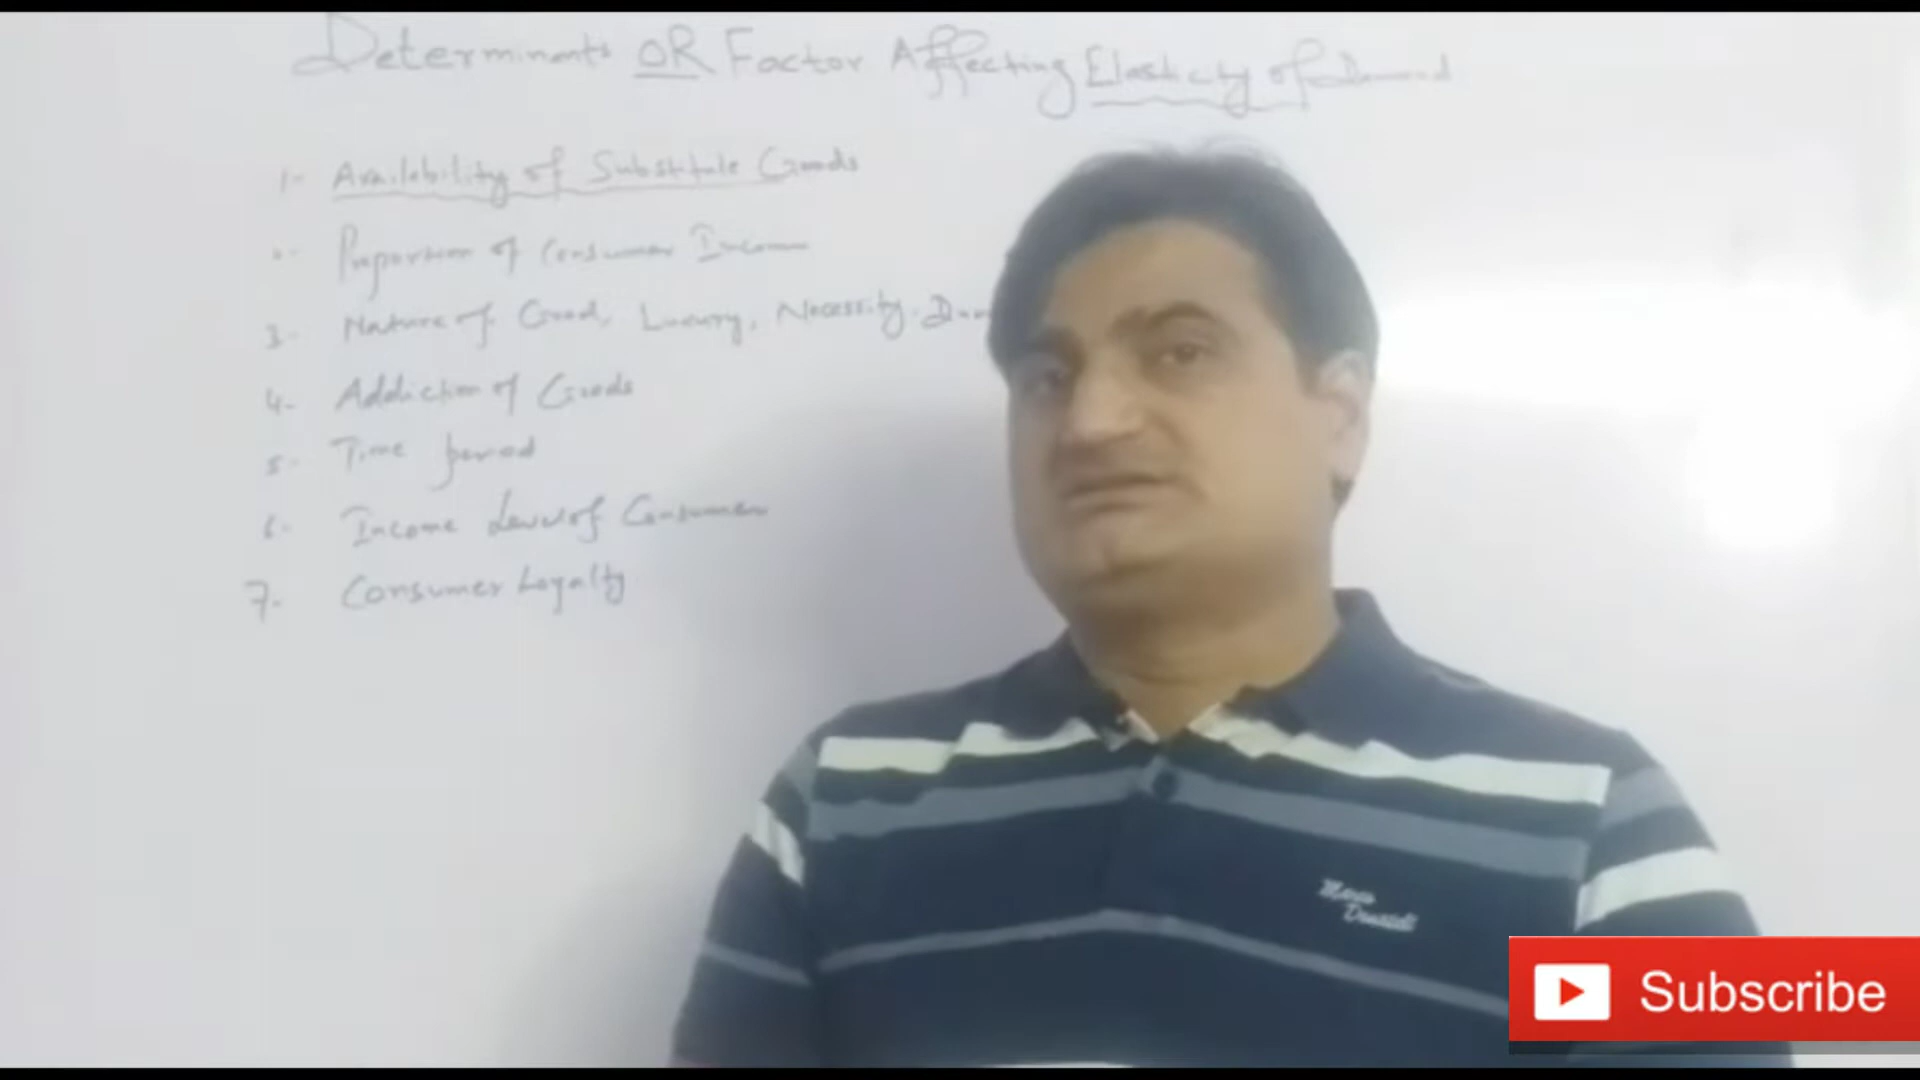 Determinants OR Factor Affecting Elasticity of Demand
1- Availability of Substitute Goods
Proportion of Consumer Income
3- Nature of Good, Luxury, Necessity.
4- Addiction of Goods
5- Time period
6- Income Level of Consumer
7- Consumer Loyalty
Subscribe